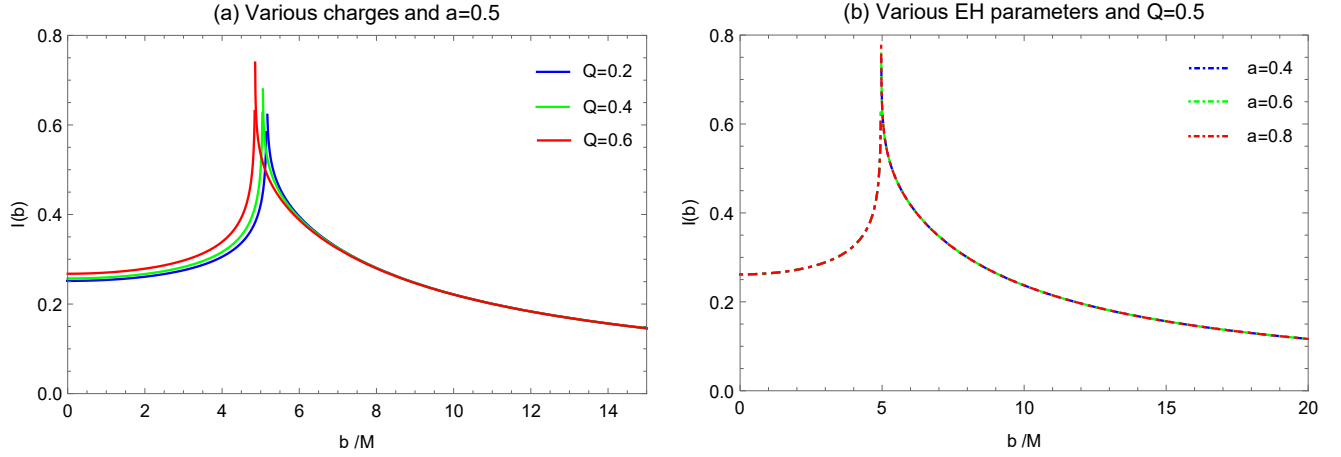 (a) Various charges and a=0.5
0.8
0.6
0.4
0.2
0.0
I(b)
Q=0.2
Q=0.4
Q=0.6
0 2 4 6 8 10 12 14
b /M
(b) Various EH parameters and Q=0.5
0.8
0.6
0.4
0.2
0.0
I(b)
a=0.4
a=0.6
a=0.8
0 5 10 15 20
b /M